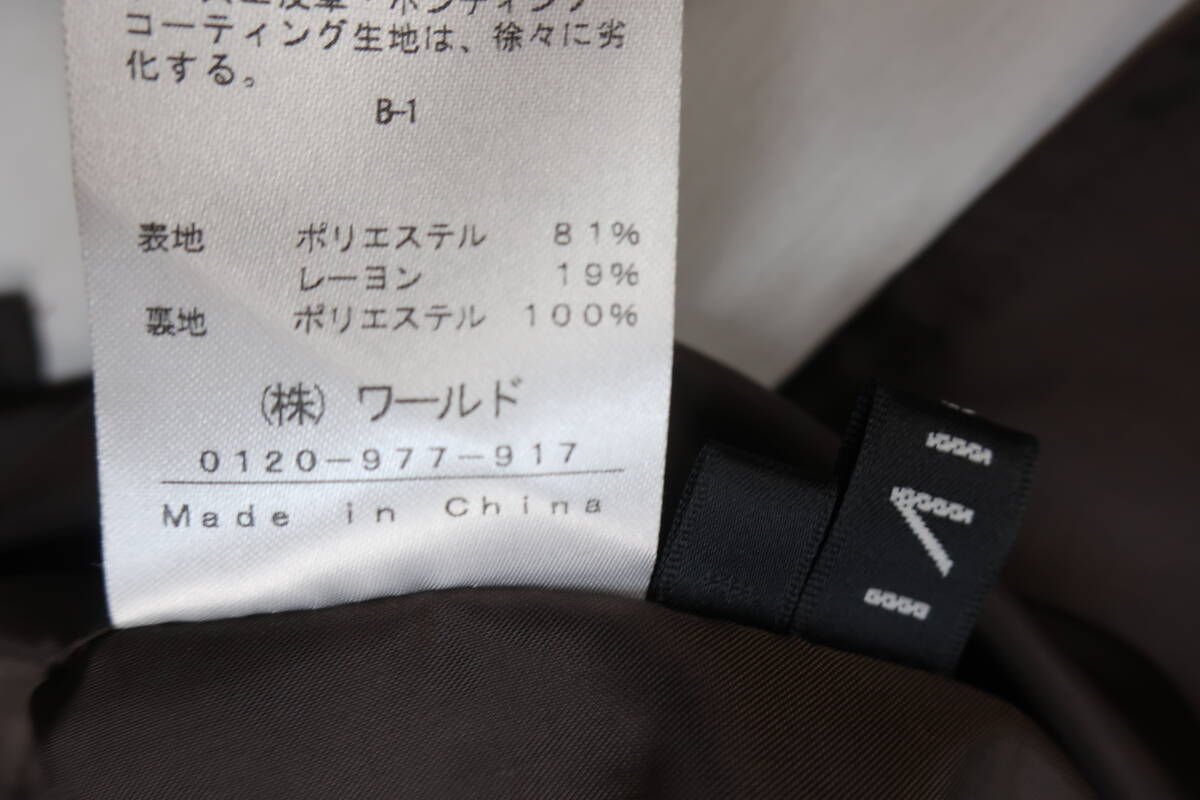 コーティング生地は、徐々に劣
化する。
B-1
表地 ポリエステル 81%
レーヨン 19%
裏地 ポリエステル 100%
(株) ワールド
0120-977-917
Made in China